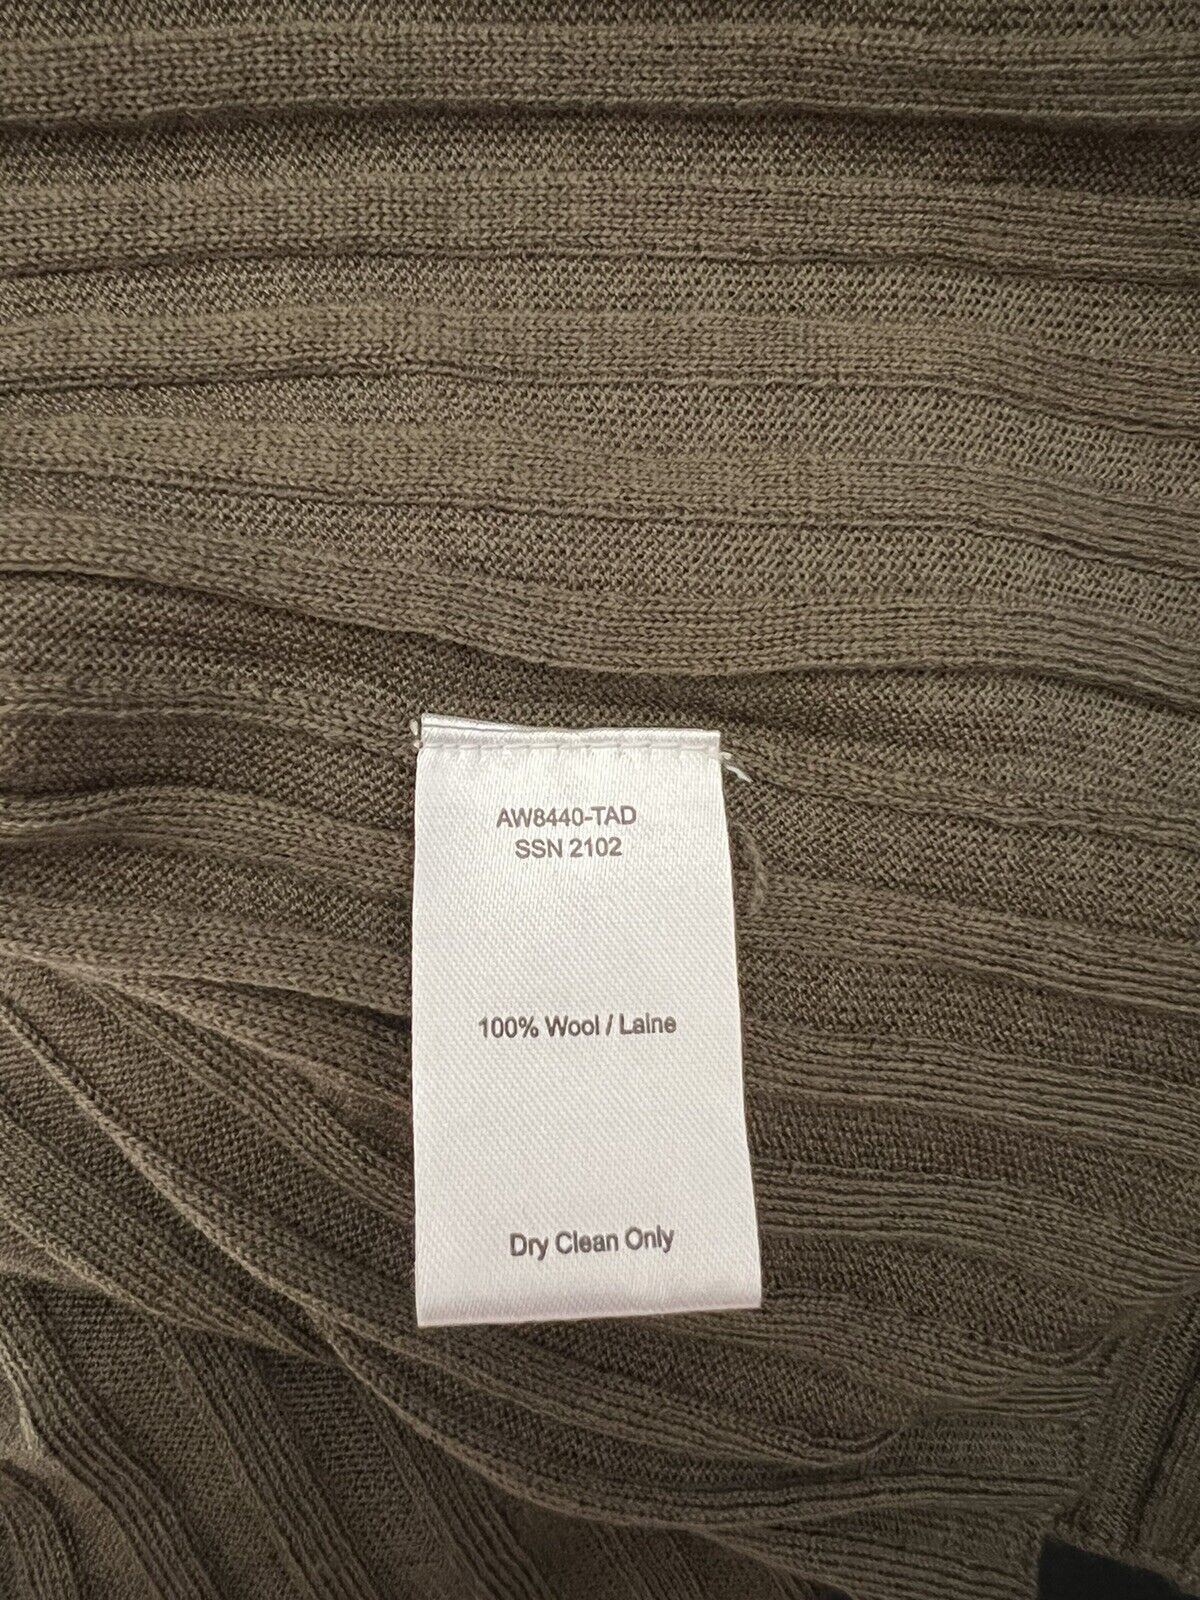 AW8440-TAD
SSN 2102
100% Wool / Laine
Dry Clean Only